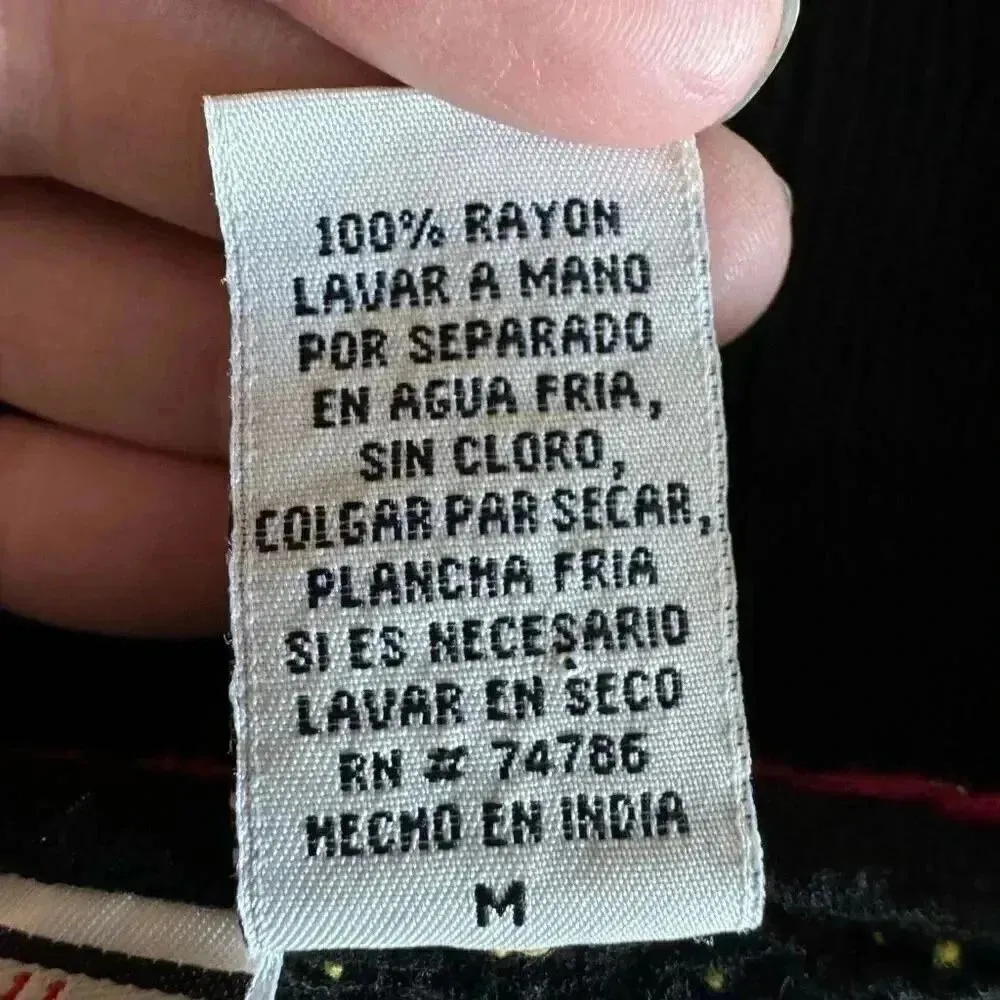 100% RAYON
LAVAR A MANO
POR SEPARADO
EN AGUA FRIA,
SIN CLORO,
COLGAR PAR SECAR,
PLANCHA FRIA
SI ES NECESARIO
LAVAR EN SECO
RN # 74786
HECHO EN INDIA
M